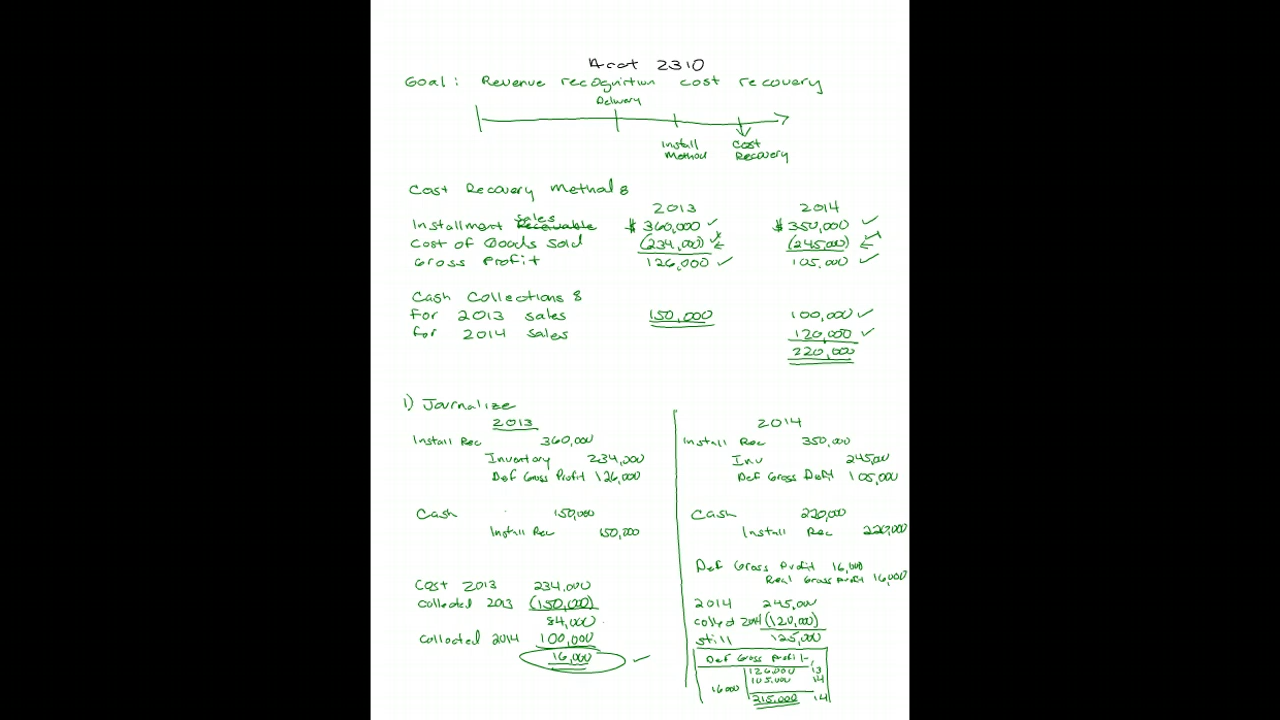 Acct 2310
Goal: Revenue recognition cost recovery
Delivery
Install Method
Cost Recovery
Cost Recovery Method:
2013 2014
Installment Receivable sales $ 360,000 $ 350,000
Cost of Goods Sold (234,000) (245,000)
Gross Profit 126,000 105,000
Cash Collections:
For 2013 sales 150,000 100,000
for 2014 sales 120,000
220,000
1) Journalize
2013
Install Rec 360,000
Inventory 234,000
Def Gross Profit 126,000
Cash 150,000
Install Rec 150,000
Cost 2013 234,000
Collected 2013 (150,000)
84,000
Collected 2014 100,000
16,000
2014
Install Rec 350,000
Inv 245,000
Def Gross Profit 105,000
Cash 220,000
Install Rec 220,000
Def Gross Profit 16,000
Real Gross Profit 16,000
2014 245,000
collect 2014 (120,000)
still 125,000
Def Gross Profit
126,000 13
105,000 14
16000
215,000 14